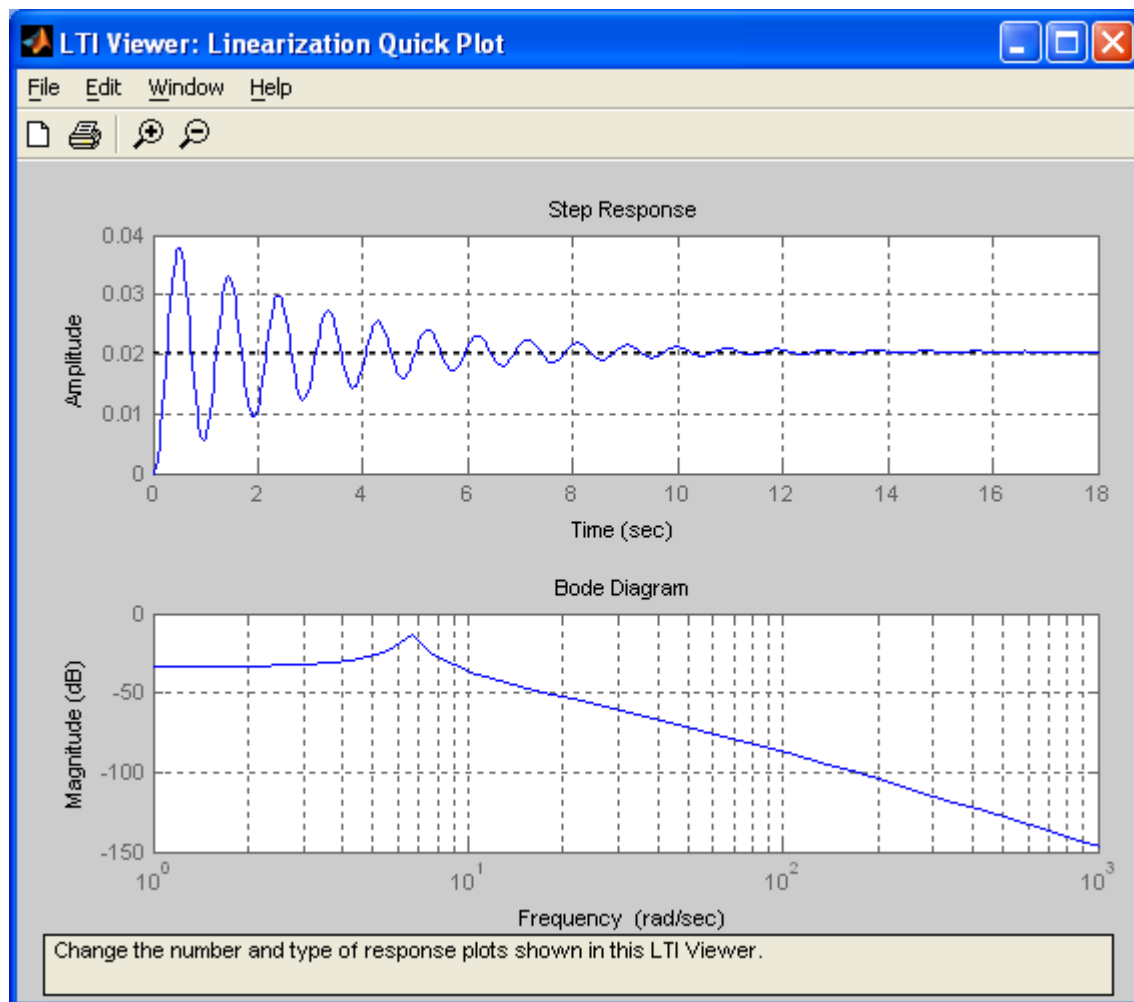 LTI Viewer: Linearization Quick Plot
File Edit Window Help
Step Response
Amplitude
0.04
0.03
0.02
0.01
0
0 2 4 6 8 10 12 14 16 18
Time (sec)
Bode Diagram
Magnitude (dB)
0
-50
-100
-150
10^0 10^1 10^2 10^3
Frequency (rad/sec)
Change the number and type of response plots shown in this LTI Viewer.